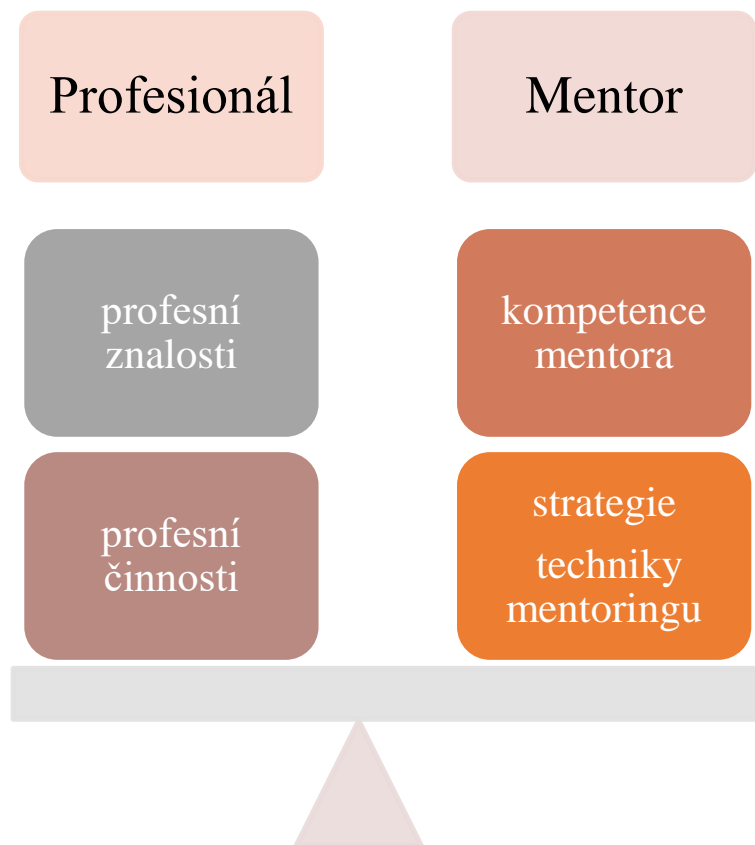 Profesionál
Mentor
profesní
znalosti
kompetence
mentora
profesní
činnosti
strategie
techniky
mentoringu